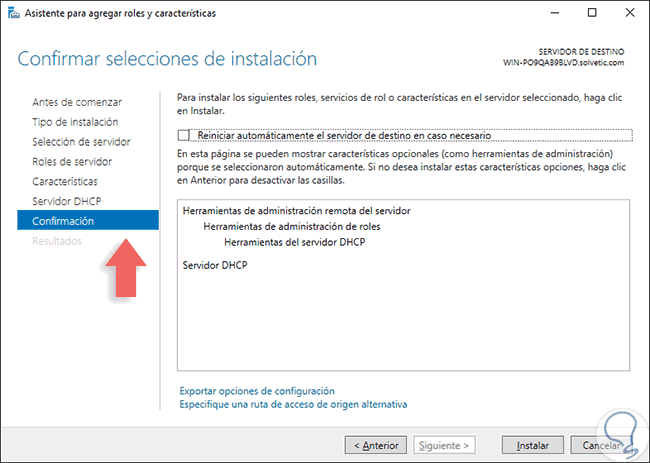 Asistente para agregar roles y características
Confirmar selecciones de instalación
SERVIDOR DE DESTINO
WIN-PO9QAB9BLVD.solvetic.com
Antes de comenzar
Tipo de instalación
Selección de servidor
Roles de servidor
Características
Servidor DHCP
Confirmación
Resultados
Para instalar los siguientes roles, servicios de rol o características en el servidor seleccionado, haga clic
en Instalar.
Reiniciar automáticamente el servidor de destino en caso necesario
En esta página se pueden mostrar características opcionales (como herramientas de administración)
porque se seleccionaron automáticamente. Si no desea instalar estas características opciones, haga clic
en Anterior para desactivar las casillas.
Herramientas de administración remota del servidor
Herramientas de administración de roles
Herramientas del servidor DHCP
Servidor DHCP
Exportar opciones de configuración
Especifique una ruta de acceso de origen alternativa
< Anterior
Siguiente >
Instalar
Cancelar